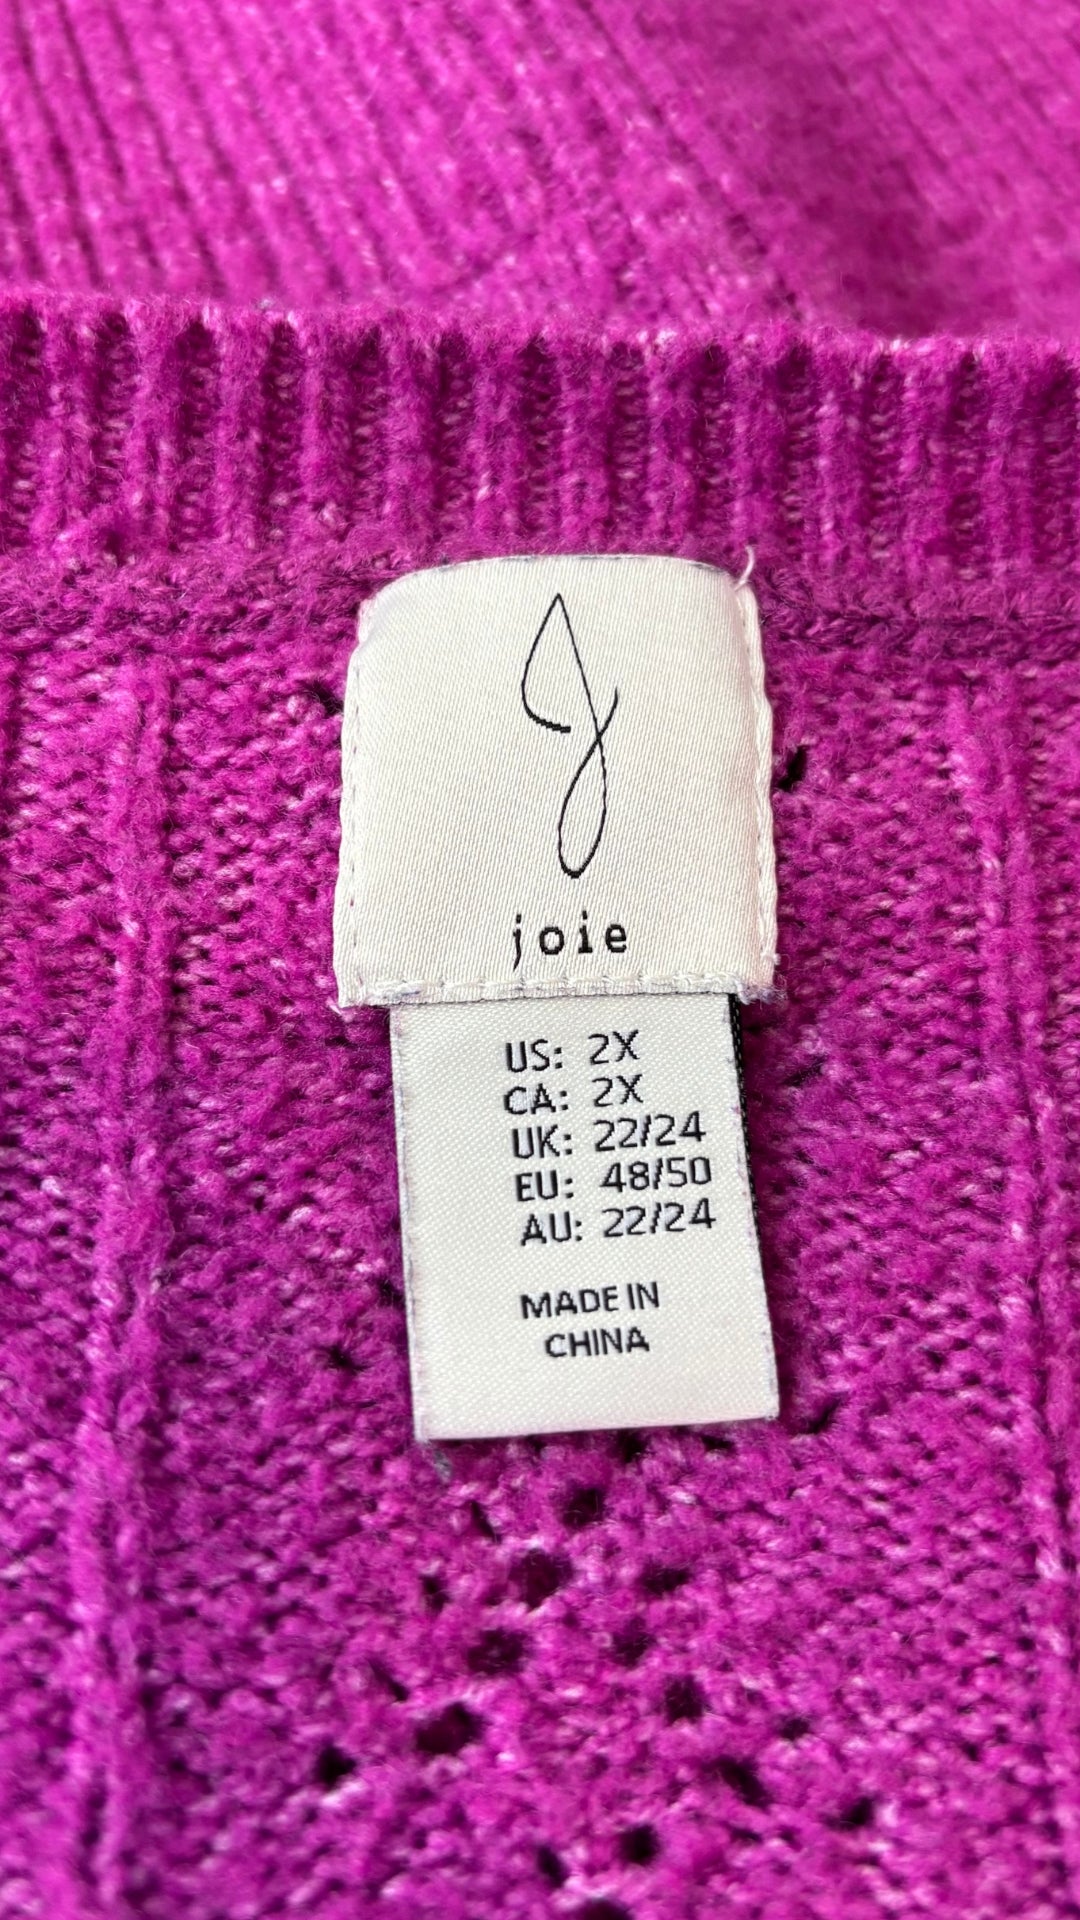 joie
US: 2X
CA: 2X
UK: 22/24
EU: 48/50
AU: 22/24
MADE IN
CHINA